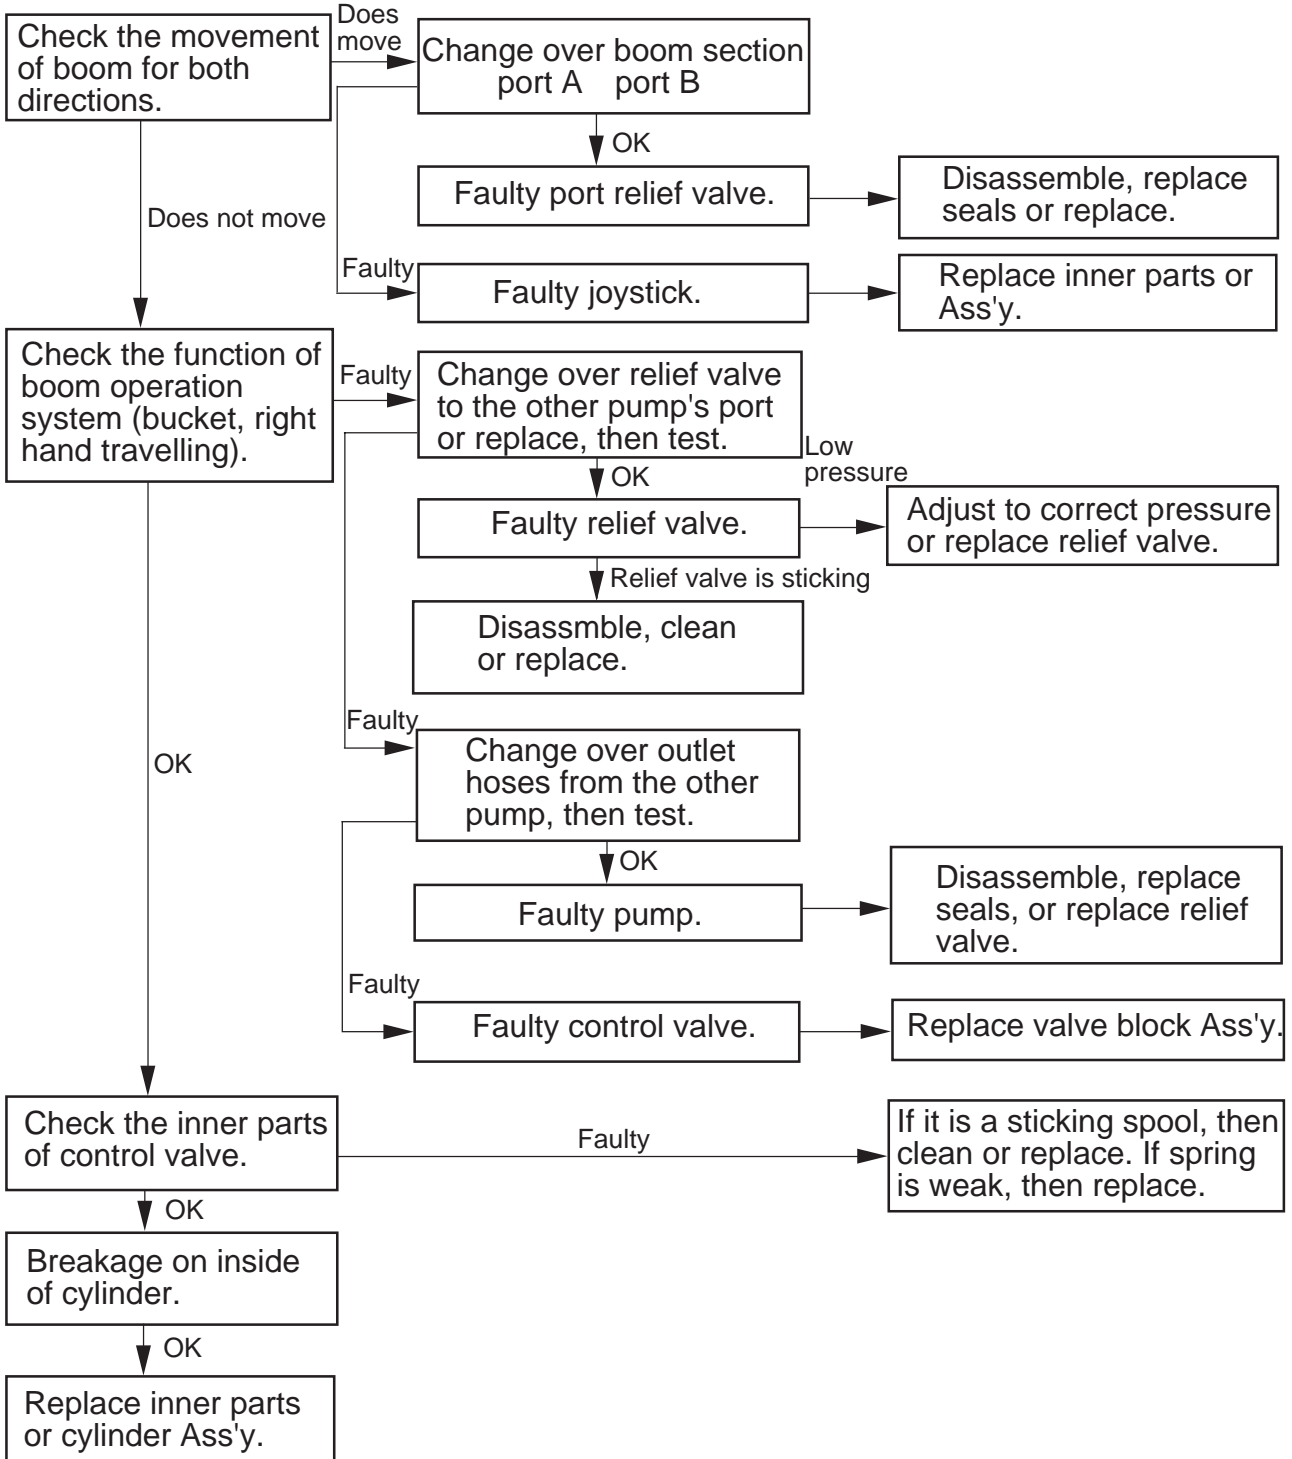 Does
move
Check the movement
of boom for both
directions.
Change over boom section
port A port B
OK
Faulty port relief valve.
Disassemble, replace
seals or replace.
Does not move
Faulty
Faulty joystick.
Replace inner parts or
Ass'y.
Check the function of
boom operation
system (bucket, right
hand travelling).
Faulty
Change over relief valve
to the other pump's port
or replace, then test.
Low
pressure
OK
Faulty relief valve.
Adjust to correct pressure
or replace relief valve.
Relief valve is sticking
Disassmble, clean
or replace.
Faulty
Change over outlet
hoses from the other
pump, then test.
OK
OK
Faulty pump.
Disassemble, replace
seals, or replace relief
valve.
Faulty
Faulty control valve.
Replace valve block Ass'y.
Check the inner parts
of control valve.
Faulty
If it is a sticking spool, then
clean or replace. If spring
is weak, then replace.
OK
Breakage on inside
of cylinder.
OK
Replace inner parts
or cylinder Ass'y.